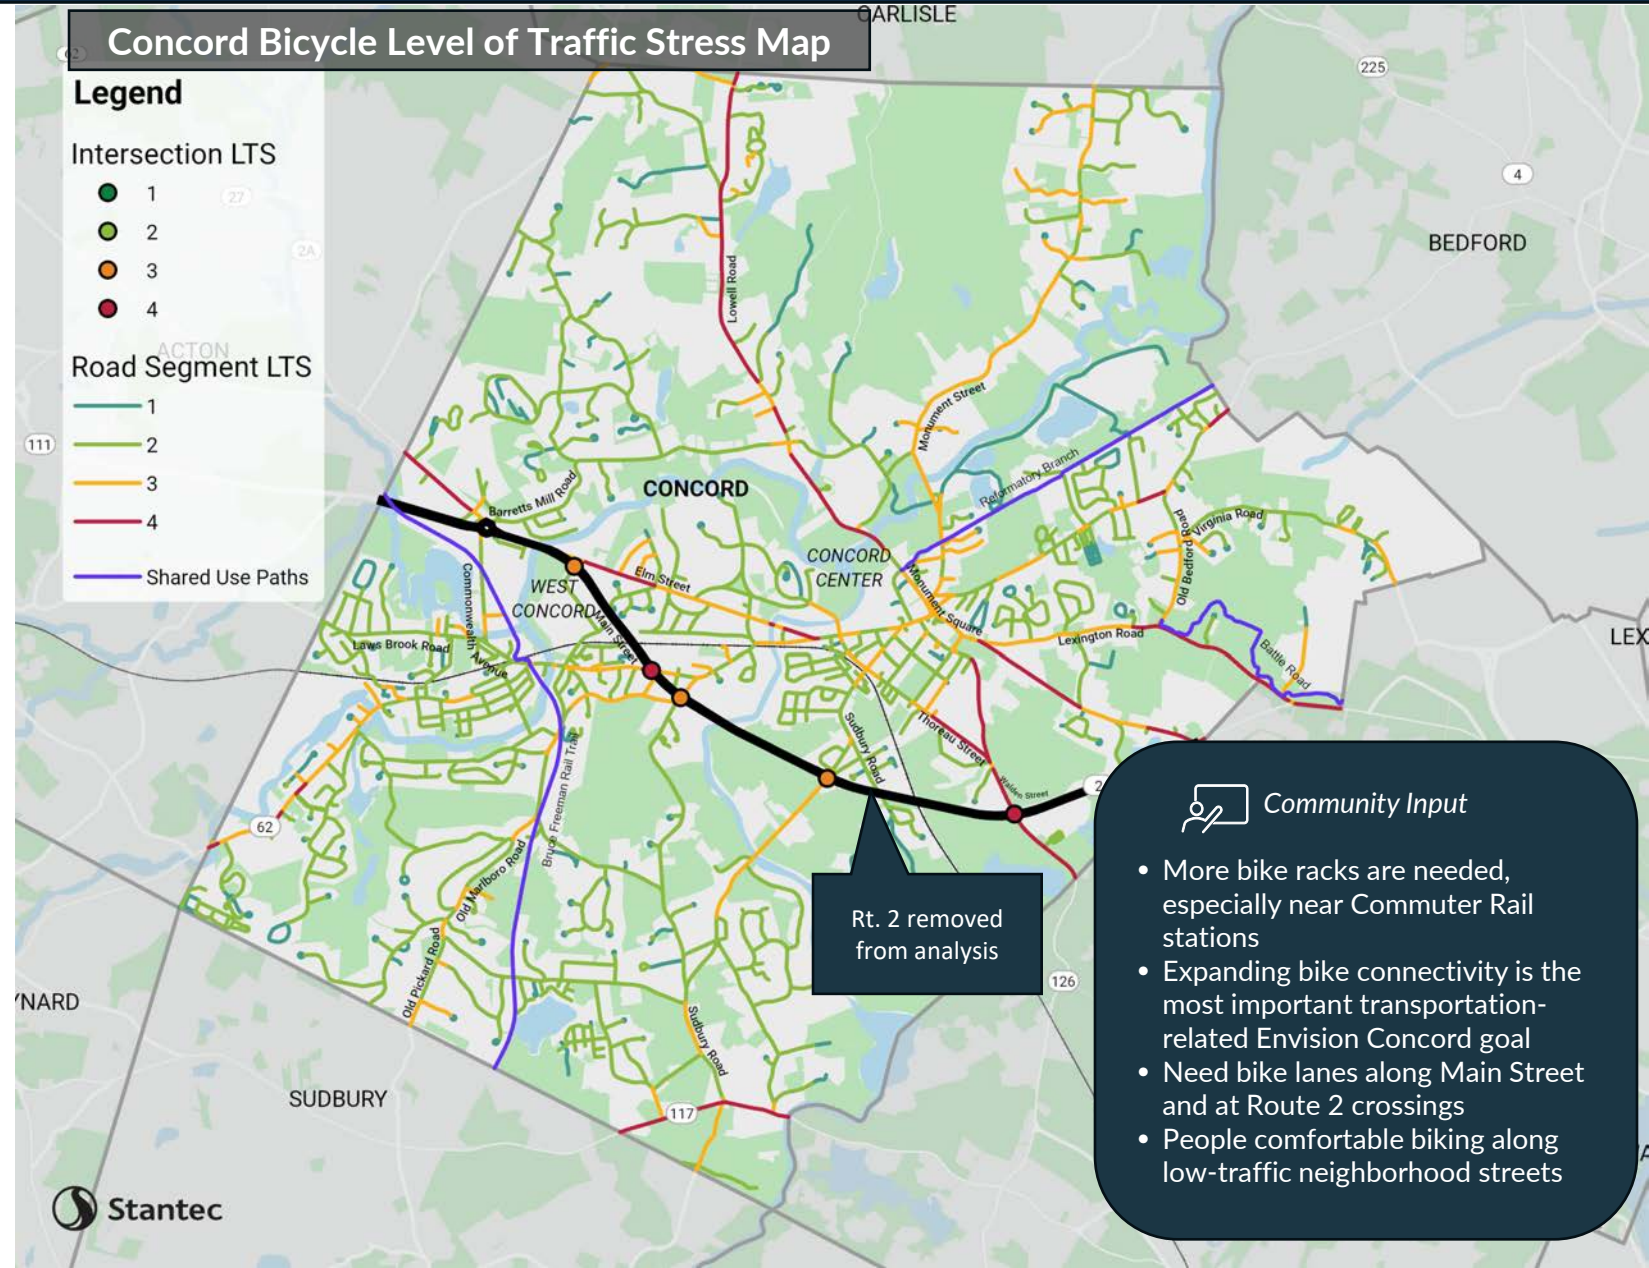 CARLISLE
Concord Bicycle Level of Traffic Stress Map
62
225
Legend
Intersection LTS
1
2
3
4
27
2A
4
BEDFORD
ACTON
Road Segment LTS
1
2
3
4
Shared Use Paths
111
Lowell Road
Monument Street
Reformatory Branch
CONCORD
Barretts Mill Road
Virginia Road
Old Bedford Road
CONCORD
CENTER
WEST
CONCORD
Elm Street
Commonwealth
Avenue
Main Street
Monument Square
Lexington Road
Laws Brook Road
Battle Road
LEX
Thoreau Street
Sudbury Road
Walden Street
2
62
Bruce Freeman Rail Trail
Old Marlboro Road
Old Pickard Road
Rt. 2 removed
from analysis
126
YNARD
Sudbury Road
SUDBURY
117
Stantec
Community Input
• More bike racks are needed,
especially near Commuter Rail
stations
• Expanding bike connectivity is the
most important transportation-
related Envision Concord goal
• Need bike lanes along Main Street
and at Route 2 crossings
• People comfortable biking along
low-traffic neighborhood streets